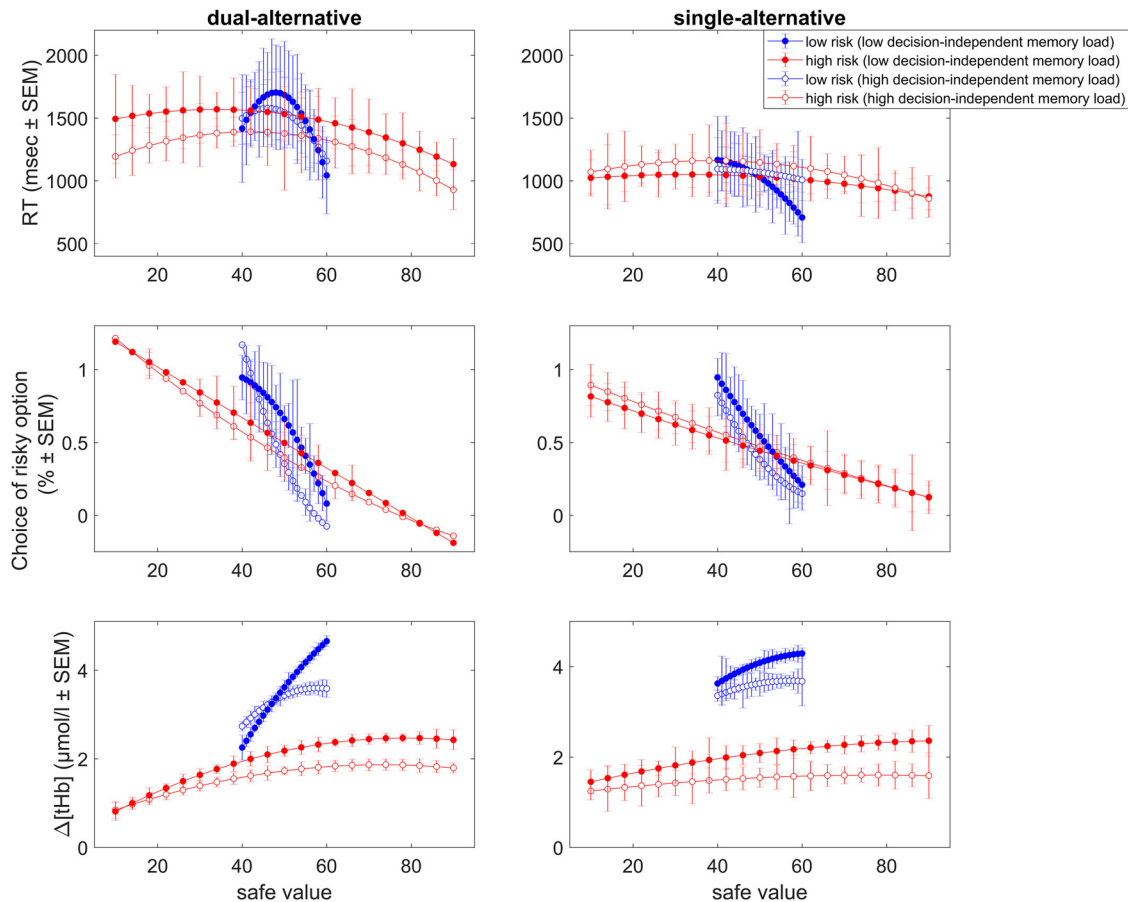 dual-alternative
single-alternative
low risk (low decision-independent memory load)
high risk (low decision-independent memory load)
low risk (high decision-independent memory load)
high risk (high decision-independent memory load)
RT (msec ± SEM)
2000
1500
1000
500
20 40 60 80
2000
1500
1000
500
20 40 60 80
Choice of risky option
(% ± SEM)
1
0.5
0
20 40 60 80
1
0.5
0
20 40 60 80
Δ[tHb] (μmol/l ± SEM)
4
2
0
20 40 60 80
safe value
4
2
0
20 40 60 80
safe value